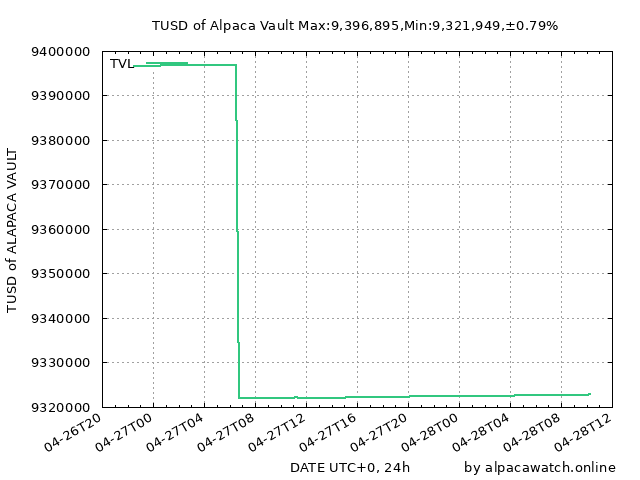 TUSD of Alpaca Vault Max:9,396,895,Min:9,321,949,±0.79%
TVL
TUSD of ALAPACA VAULT
9400000
9390000
9380000
9370000
9360000
9350000
9340000
9330000
9320000
04-26T20
04-27T00
04-27T04
04-27T08
04-27T12
04-27T16
04-27T20
04-28T00
04-28T04
04-28T08
04-28T12
DATE UTC+0, 24h
by alpacawatch.online